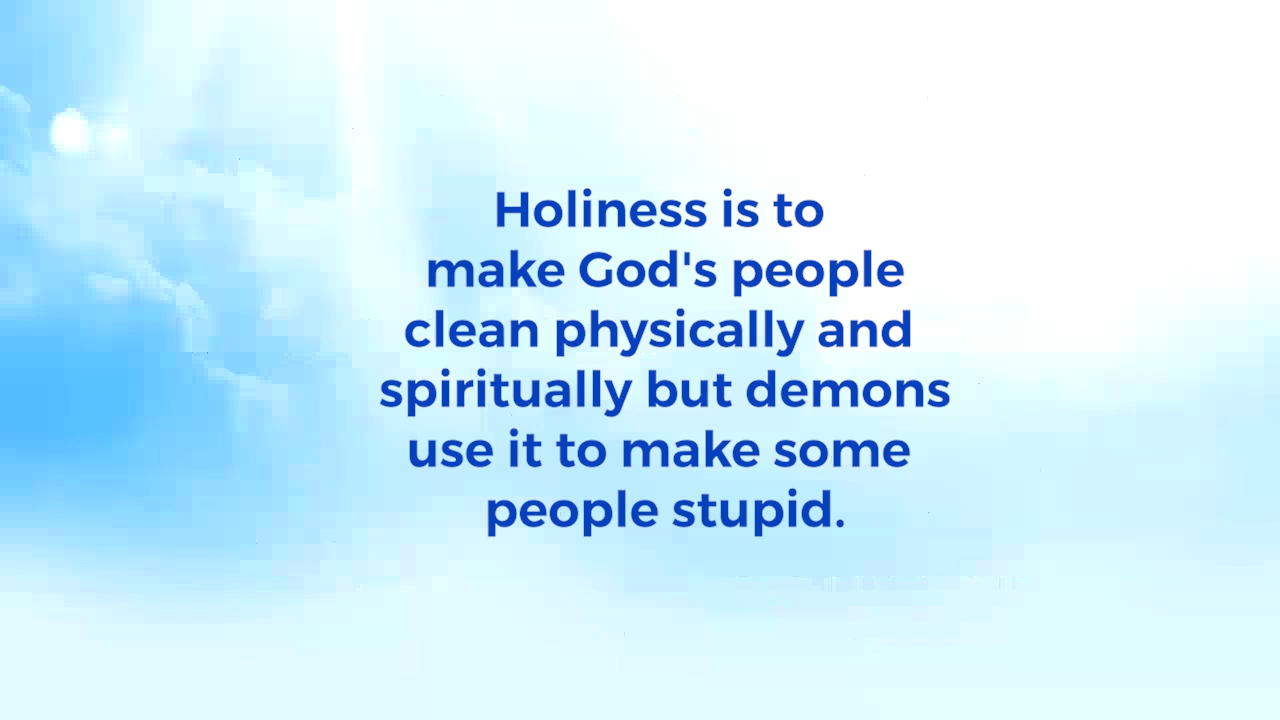 Holiness is to
make God's people
clean physically and
spiritually but demons
use it to make some
people stupid.